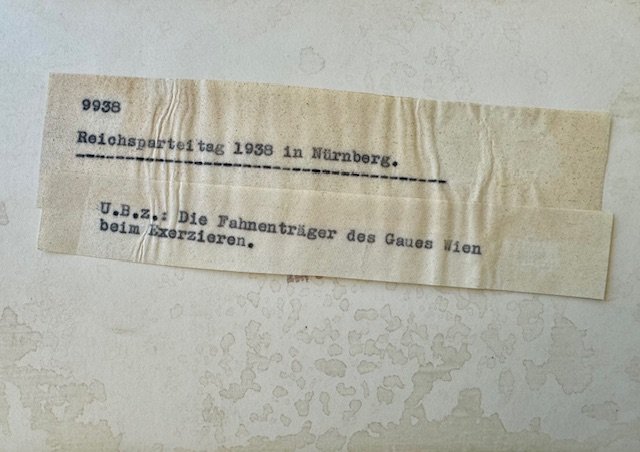 9938
Reichsparteitag 1938 in Nürnberg.
U.B.z.: Die Fahnenträger des Gaues Wien
beim Exerzieren.